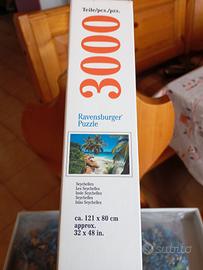 Teile/pcs./pzs.
3000
Ravensburger®
Puzzle
Seychellen
Les Seychelles
Isole Seychelles
Seychelles
Islas Seychelles
ca. 121 x 80 cm
approx.
32 x 48 in.
subito